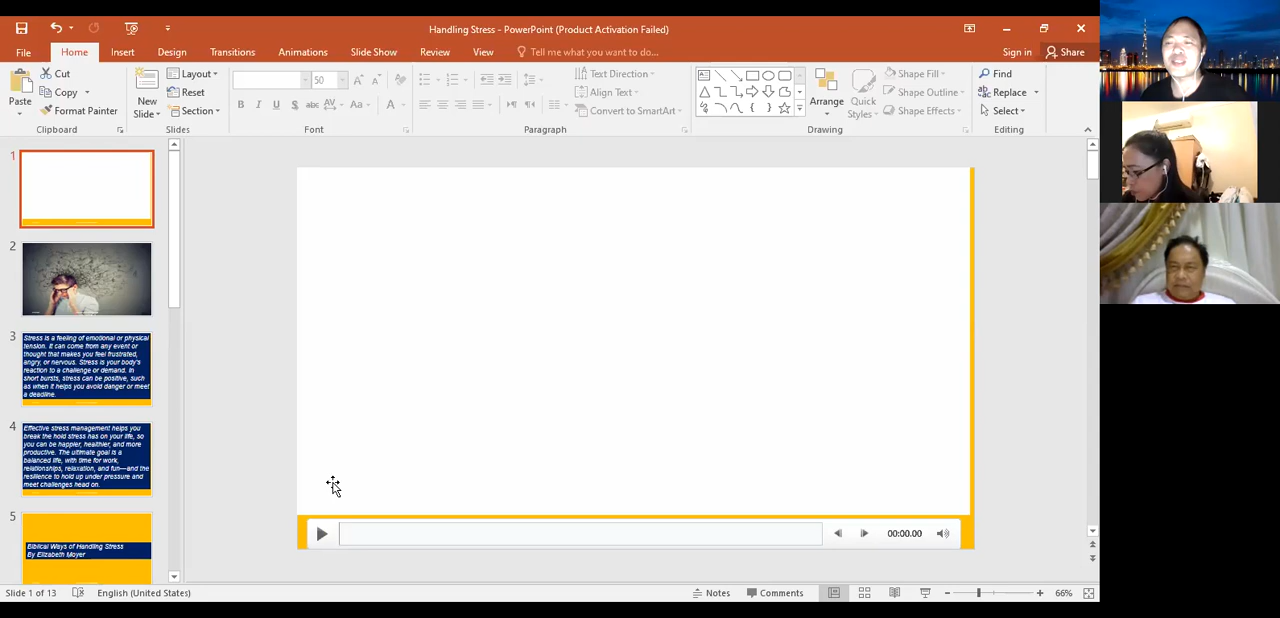 Handling Stress - PowerPoint (Product Activation Failed)
File Home Insert Design Transitions Animations Slide Show Review View Tell me what you want to do... Sign in Share
Paste Cut Copy Format Painter Clipboard
New Slide Layout Reset Section Slides
50 B I U S abc AV Aa A Font
Text Direction Align Text Convert to SmartArt Paragraph
Arrange Quick Styles Shape Fill Shape Outline Shape Effects Drawing
Find Replace Select Editing
1
2
3
Stress is a feeling of emotional or physical
tension. It can come from any event or
thought that makes you feel frustrated,
angry, or nervous. Stress is your body's
reaction to a challenge or demand. In
short bursts, stress can be positive, such
as when it helps you avoid danger or meet
a deadline.
4
Effective stress management helps you
break the hold stress has on your life, so
you can be happier, healthier, and more
productive. The ultimate goal is a
balanced life, with time for work,
relationships, relaxation, and fun—and the
resilience to hold up under pressure and
meet challenges head on.
5
Biblical Ways of Handling Stress
By Elizabeth Moyer
00:00.00
Slide 1 of 13 English (United States) Notes Comments 66%